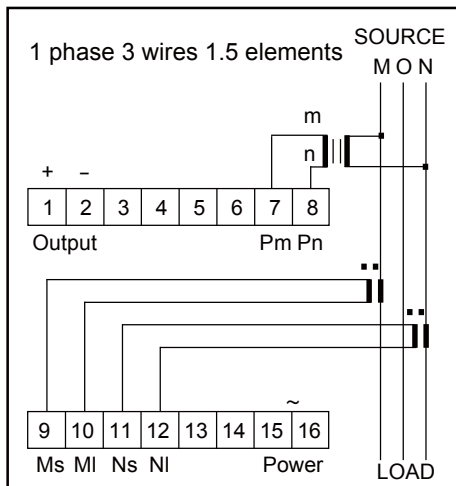 SOURCE
1 phase 3 wires 1.5 elements
M O N
m
n
+ –
1 2 3 4 5 6 7 8
Output Pm Pn
~
9 10 11 12 13 14 15 16
Ms Ml Ns Nl Power
LOAD